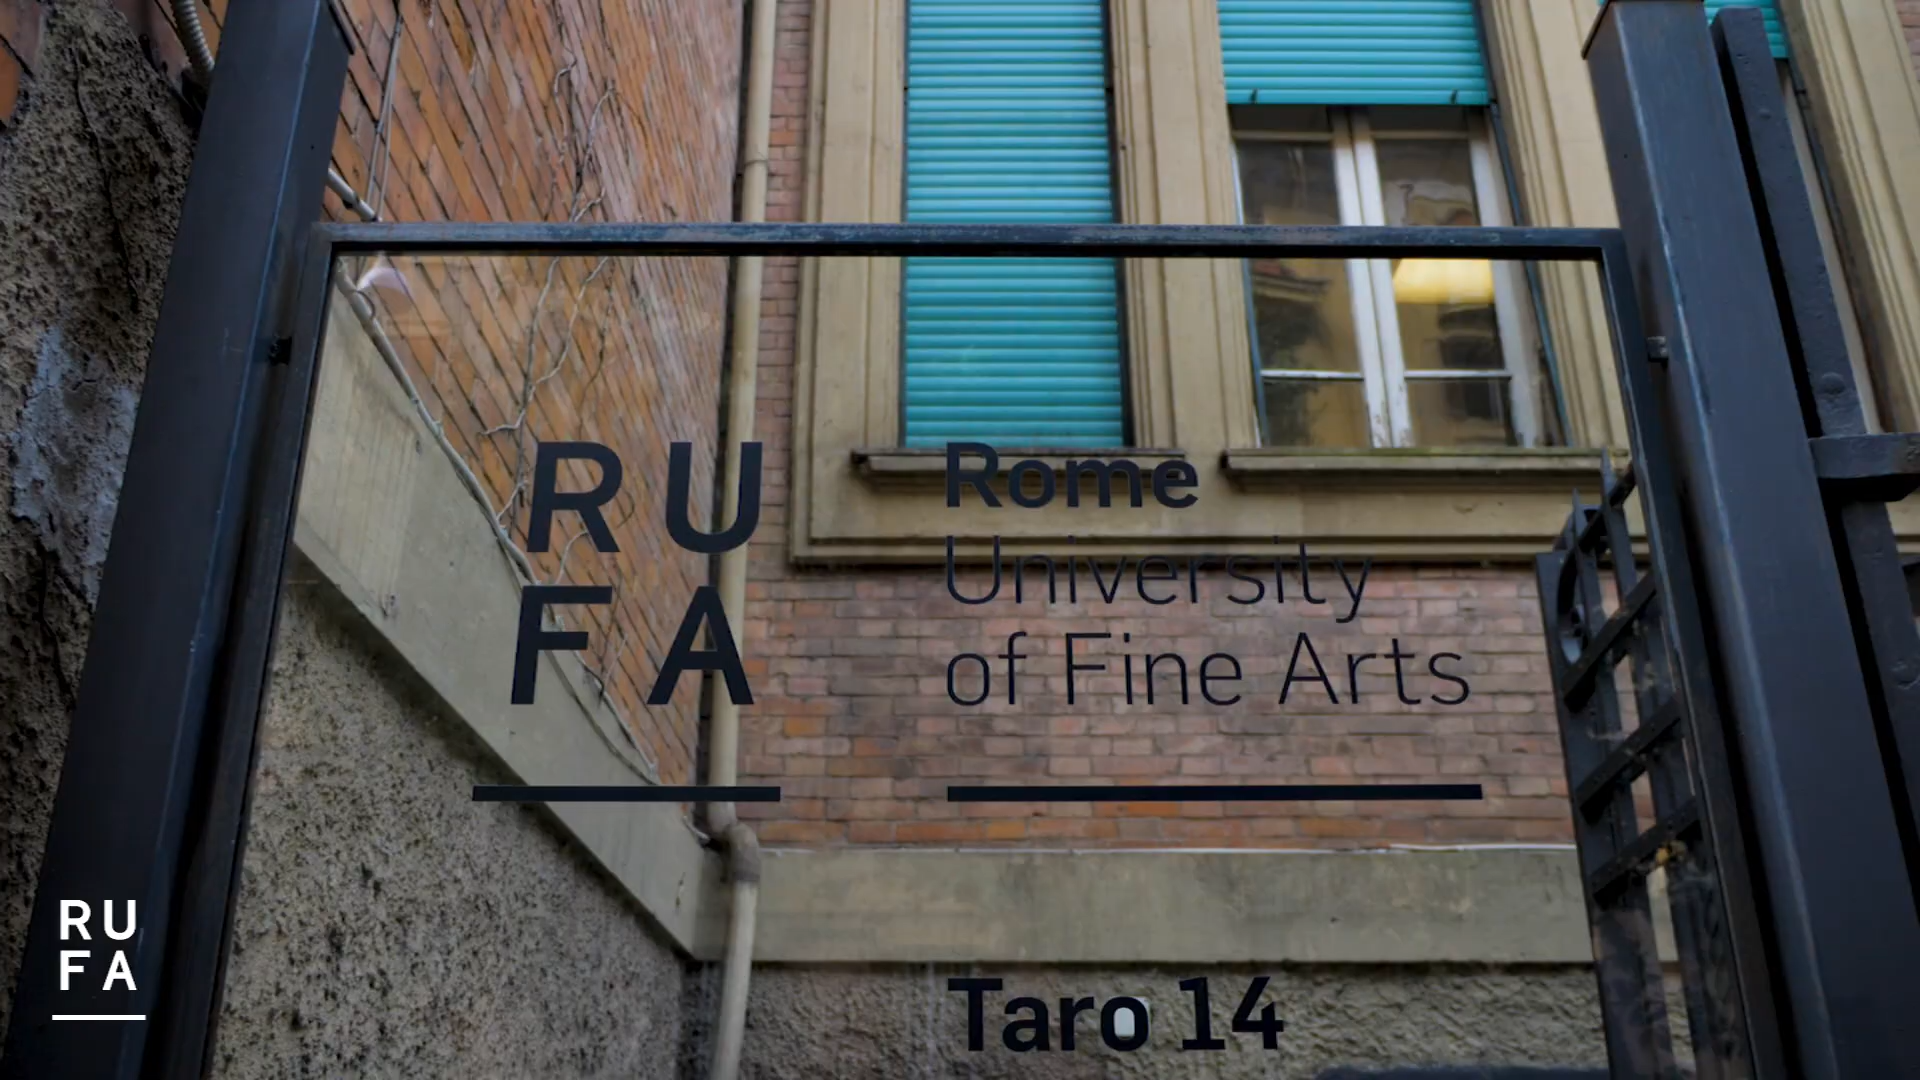 RU
FA
Rome
University
of Fine Arts
Taro 14
RU
FA